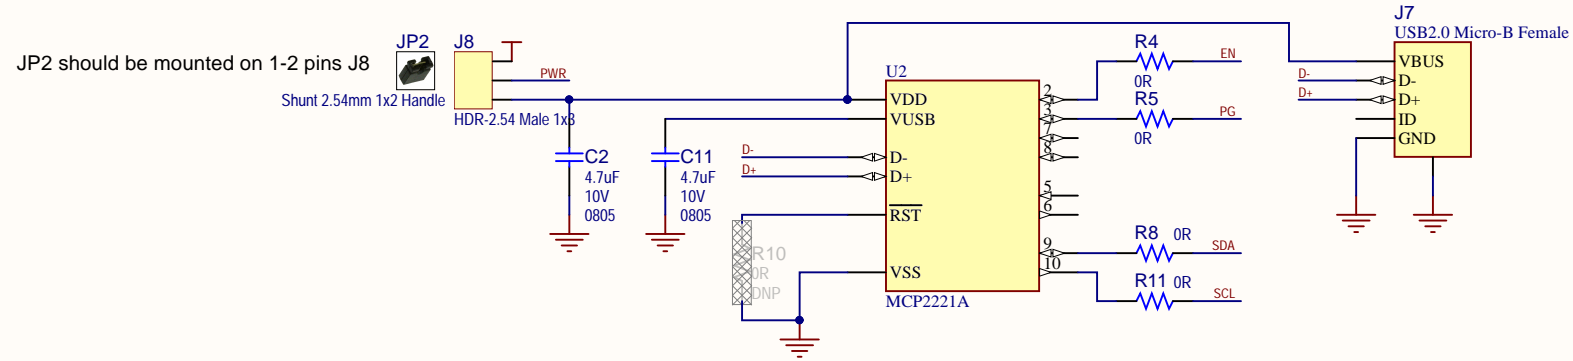 JP2 should be mounted on 1-2 pins J8
JP2
Shunt 2.54mm 1x2 Handle
J8
PWR
HDR-2.54 Male 1x3
C2
4.7uF
10V
0805
C11
4.7uF
10V
0805
D-
D+
R10
0R
DNP
U2
VDD
VUSB
D-
D+
RST
VSS
MCP2221A
2
3
7
8
5
6
9
10
R4
0R
EN
R5
0R
PG
R8 0R
SDA
R11 0R
SCL
J7
USB2.0 Micro-B Female
D-
D+
VBUS
D-
D+
ID
GND